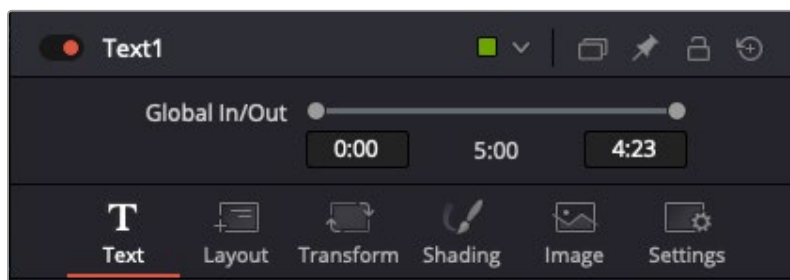 Text1
Global In/Out
0:00 5:00 4:23
T
Text Layout Transform Shading Image Settings